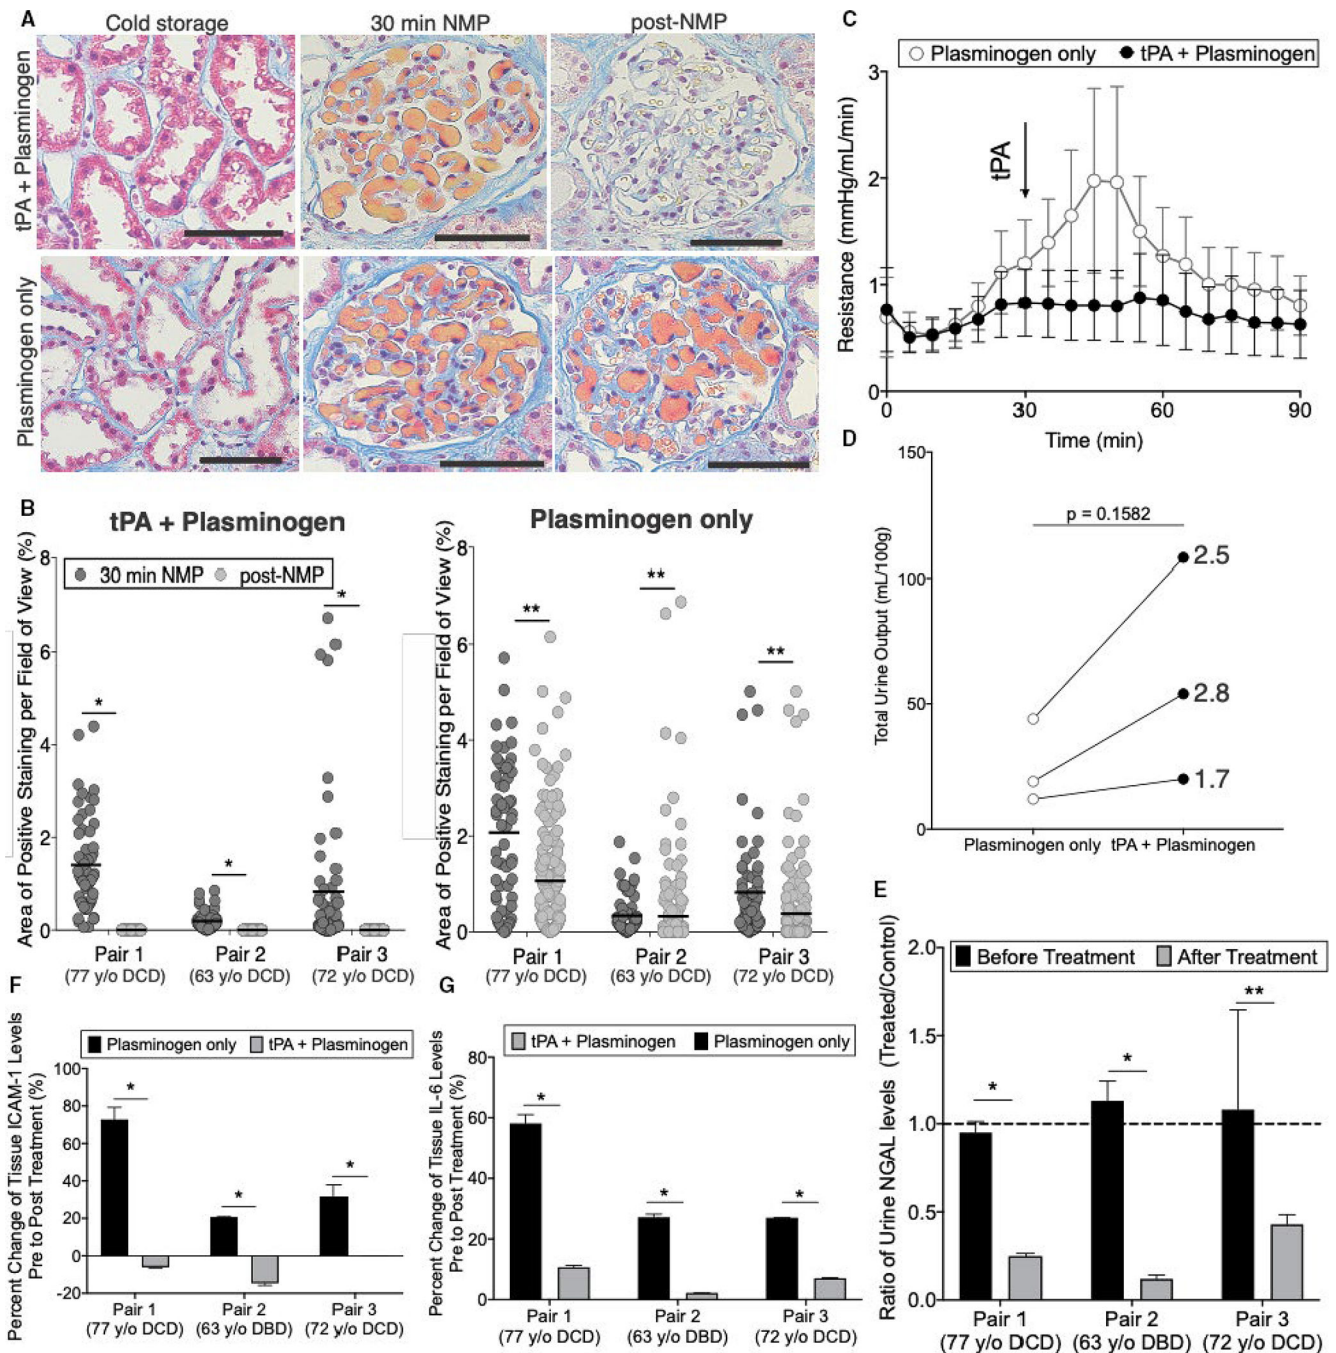 A
Cold storage
30 min NMP
post-NMP
tPA + Plasminogen
Plasminogen only
C
Plasminogen only
tPA + Plasminogen
Resistance (mmHg/mL/min)
3
2
1
0
tPA
0
30
60
90
Time (min)
B
tPA + Plasminogen
Area of Positive Staining per Field of View (%)
8
6
4
2
0
30 min NMP
post-NMP
*
*
*
Pair 1
(77 y/o DCD)
Pair 2
(63 y/o DCD)
Pair 3
(72 y/o DCD)
Plasminogen only
Area of Positive Staining per Field of View (%)
8
6
4
2
0
**
**
**
Pair 1
(77 y/o DCD)
Pair 2
(63 y/o DCD)
Pair 3
(72 y/o DCD)
D
Total Urine Output (mL/100g)
150
100
50
0
p = 0.1582
2.5
2.8
1.7
Plasminogen only
tPA + Plasminogen
E
Ratio of Urine NGAL levels (Treated/Control)
2.0
1.5
1.0
0.5
0.0
Before Treatment
After Treatment
*
*
**
Pair 1
(77 y/o DCD)
Pair 2
(63 y/o DBD)
Pair 3
(72 y/o DCD)
F
Percent Change of Tissue ICAM-1 Levels
Pre to Post Treatment (%)
Plasminogen only
tPA + Plasminogen
100
80
60
40
20
0
-20
*
*
*
Pair 1
(77 y/o DCD)
Pair 2
(63 y/o DBD)
Pair 3
(72 y/o DCD)
G
Percent Change of Tissue IL-6 Levels
Pre to Post Treatment (%)
tPA + Plasminogen
Plasminogen only
80
60
40
20
0
*
*
*
Pair 1
(77 y/o DCD)
Pair 2
(63 y/o DBD)
Pair 3
(72 y/o DCD)